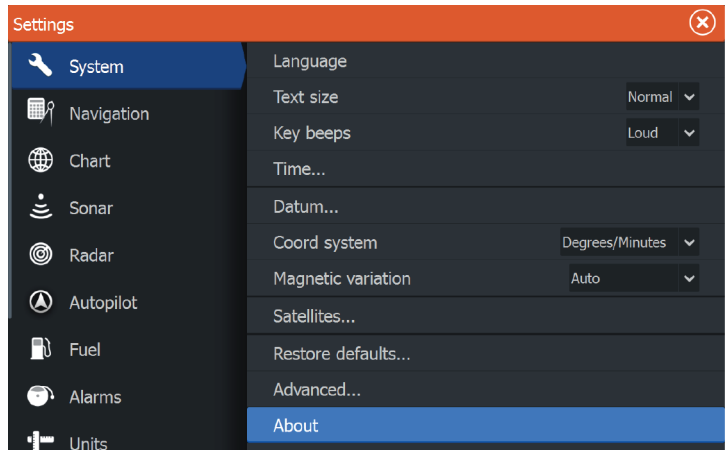 Settings
System
Navigation
Chart
Sonar
Radar
Autopilot
Fuel
Alarms
Units
Language
Text size Normal
Key beeps Loud
Time...
Datum...
Coord system Degrees/Minutes
Magnetic variation Auto
Satellites...
Restore defaults...
Advanced...
About